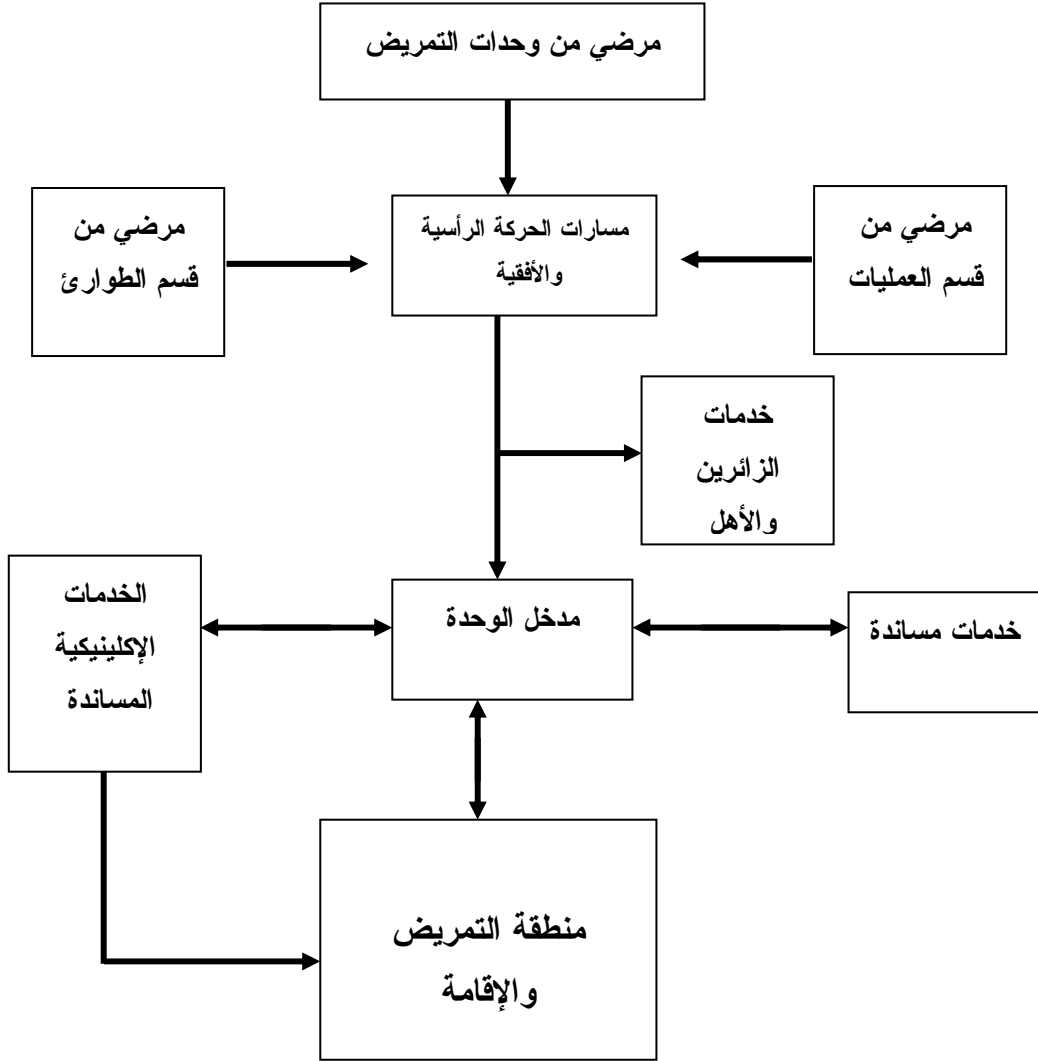 مرضي من وحدات التمريض
مرضي من
قسم العمليات
مسارات الحركة الرأسية
والأفقية
مرضي من
قسم الطوارئ
خدمات
الزائرين
والأهل
خدمات مساندة
مدخل الوحدة
الخدمات
الإكلينيكية
المساندة
منطقة التمريض
والإقامة